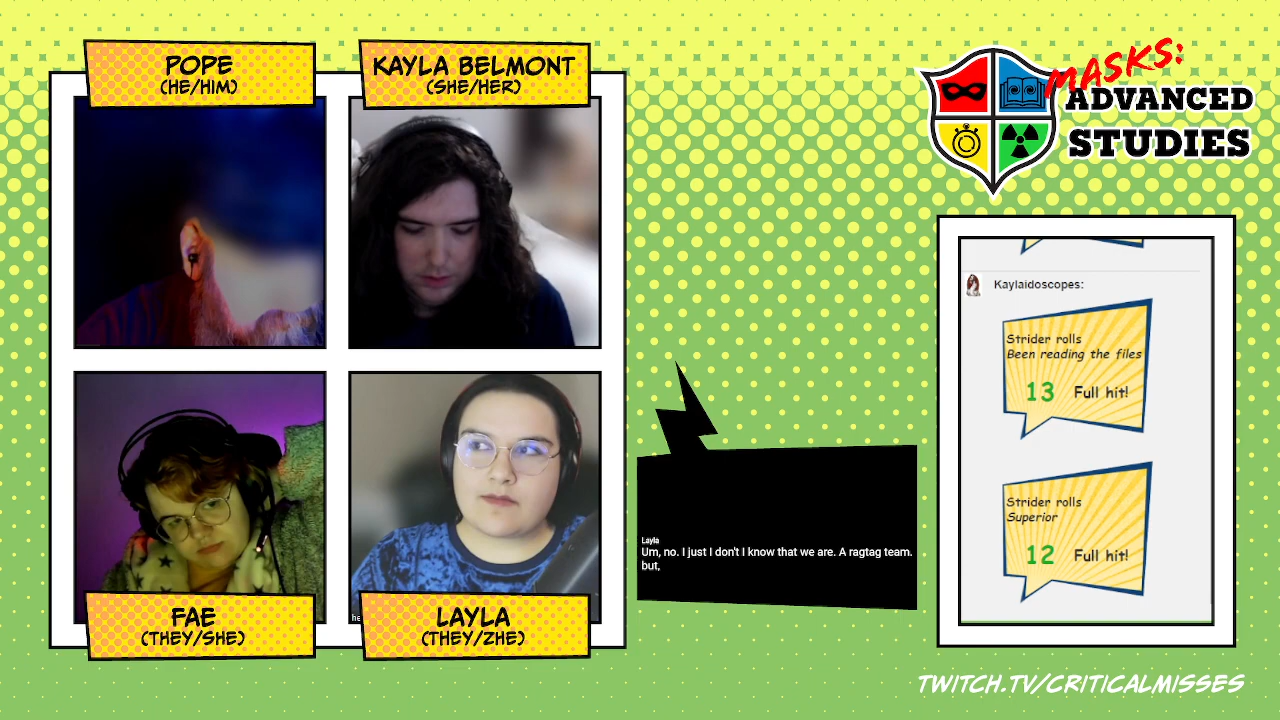 POPE
(HE/HIM)
KAYLA BELMONT
(SHE/HER)
MASKS:
ADVANCED
STUDIES
Kaylaidoscopes:
Strider rolls
Been reading the files
13 Full hit!
Strider rolls
Superior
12 Full hit!
Layla
Um, no. I just I don't I know that we are. A ragtag team.
but,
he
FAE
(THEY/SHE)
LAYLA
(THEY/ZHE)
TWITCH.TV/CRITICALMISSES